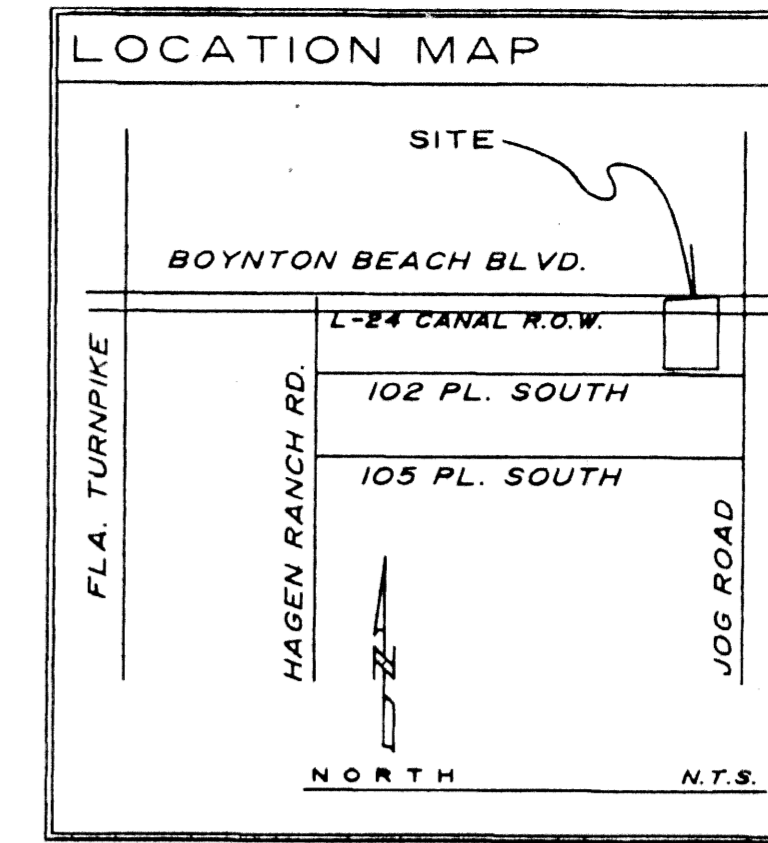 LOCATION MAP
SITE
BOYNTON BEACH BLVD.
L-24 CANAL R.O.W.
102 PL. SOUTH
105 PL. SOUTH
FLA. TURNPIKE
HAGEN RANCH RD.
JOG ROAD
N
NORTH
N.T.S.